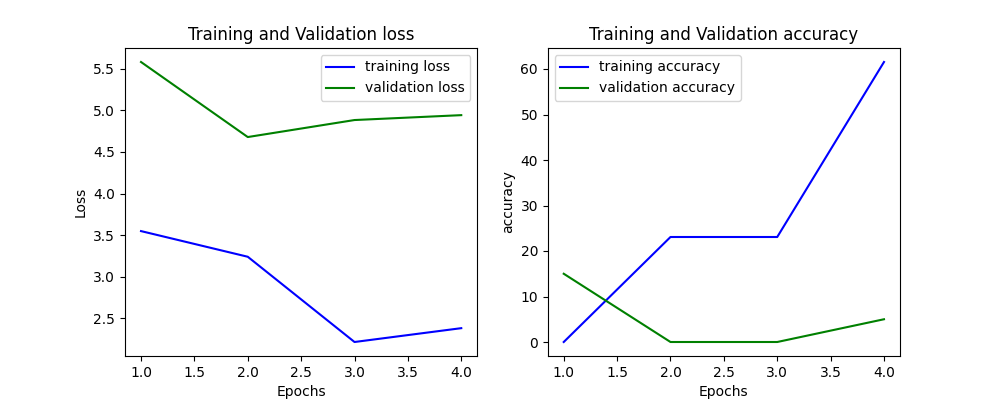 Training and Validation loss
training loss
validation loss
5.5
5.0
4.5
4.0
3.5
3.0
2.5
Loss
1.0 1.5 2.0 2.5 3.0 3.5 4.0
Epochs
Training and Validation accuracy
training accuracy
validation accuracy
60
50
40
30
20
10
0
accuracy
1.0 1.5 2.0 2.5 3.0 3.5 4.0
Epochs